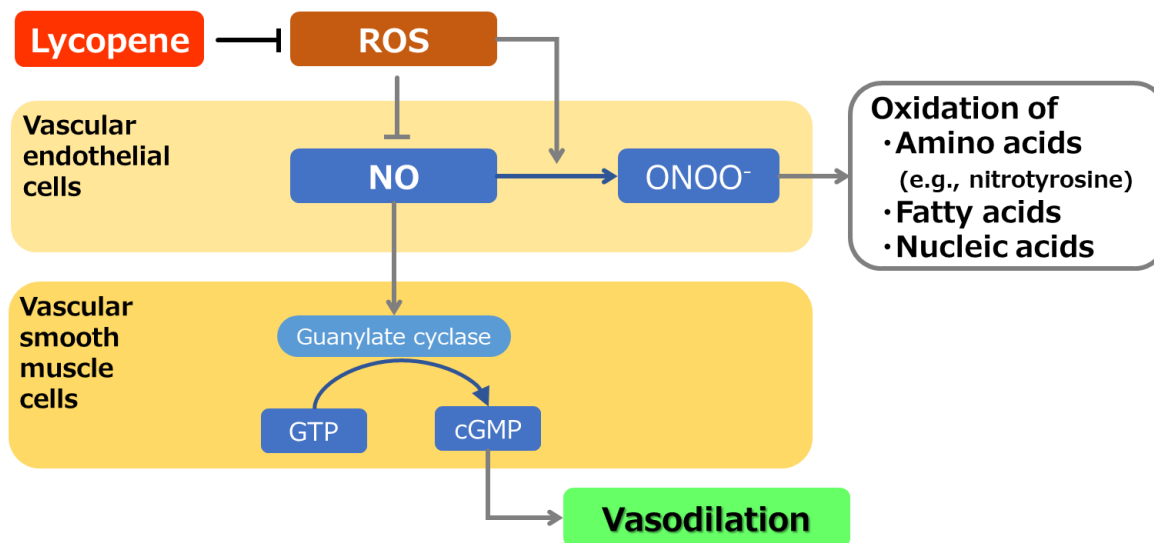 Lycopene
ROS
Vascular
endothelial
cells
NO
ONOO⁻
Oxidation of
・Amino acids
(e.g., nitrotyrosine)
・Fatty acids
・Nucleic acids
Vascular
smooth
muscle
cells
Guanylate cyclase
GTP
cGMP
Vasodilation